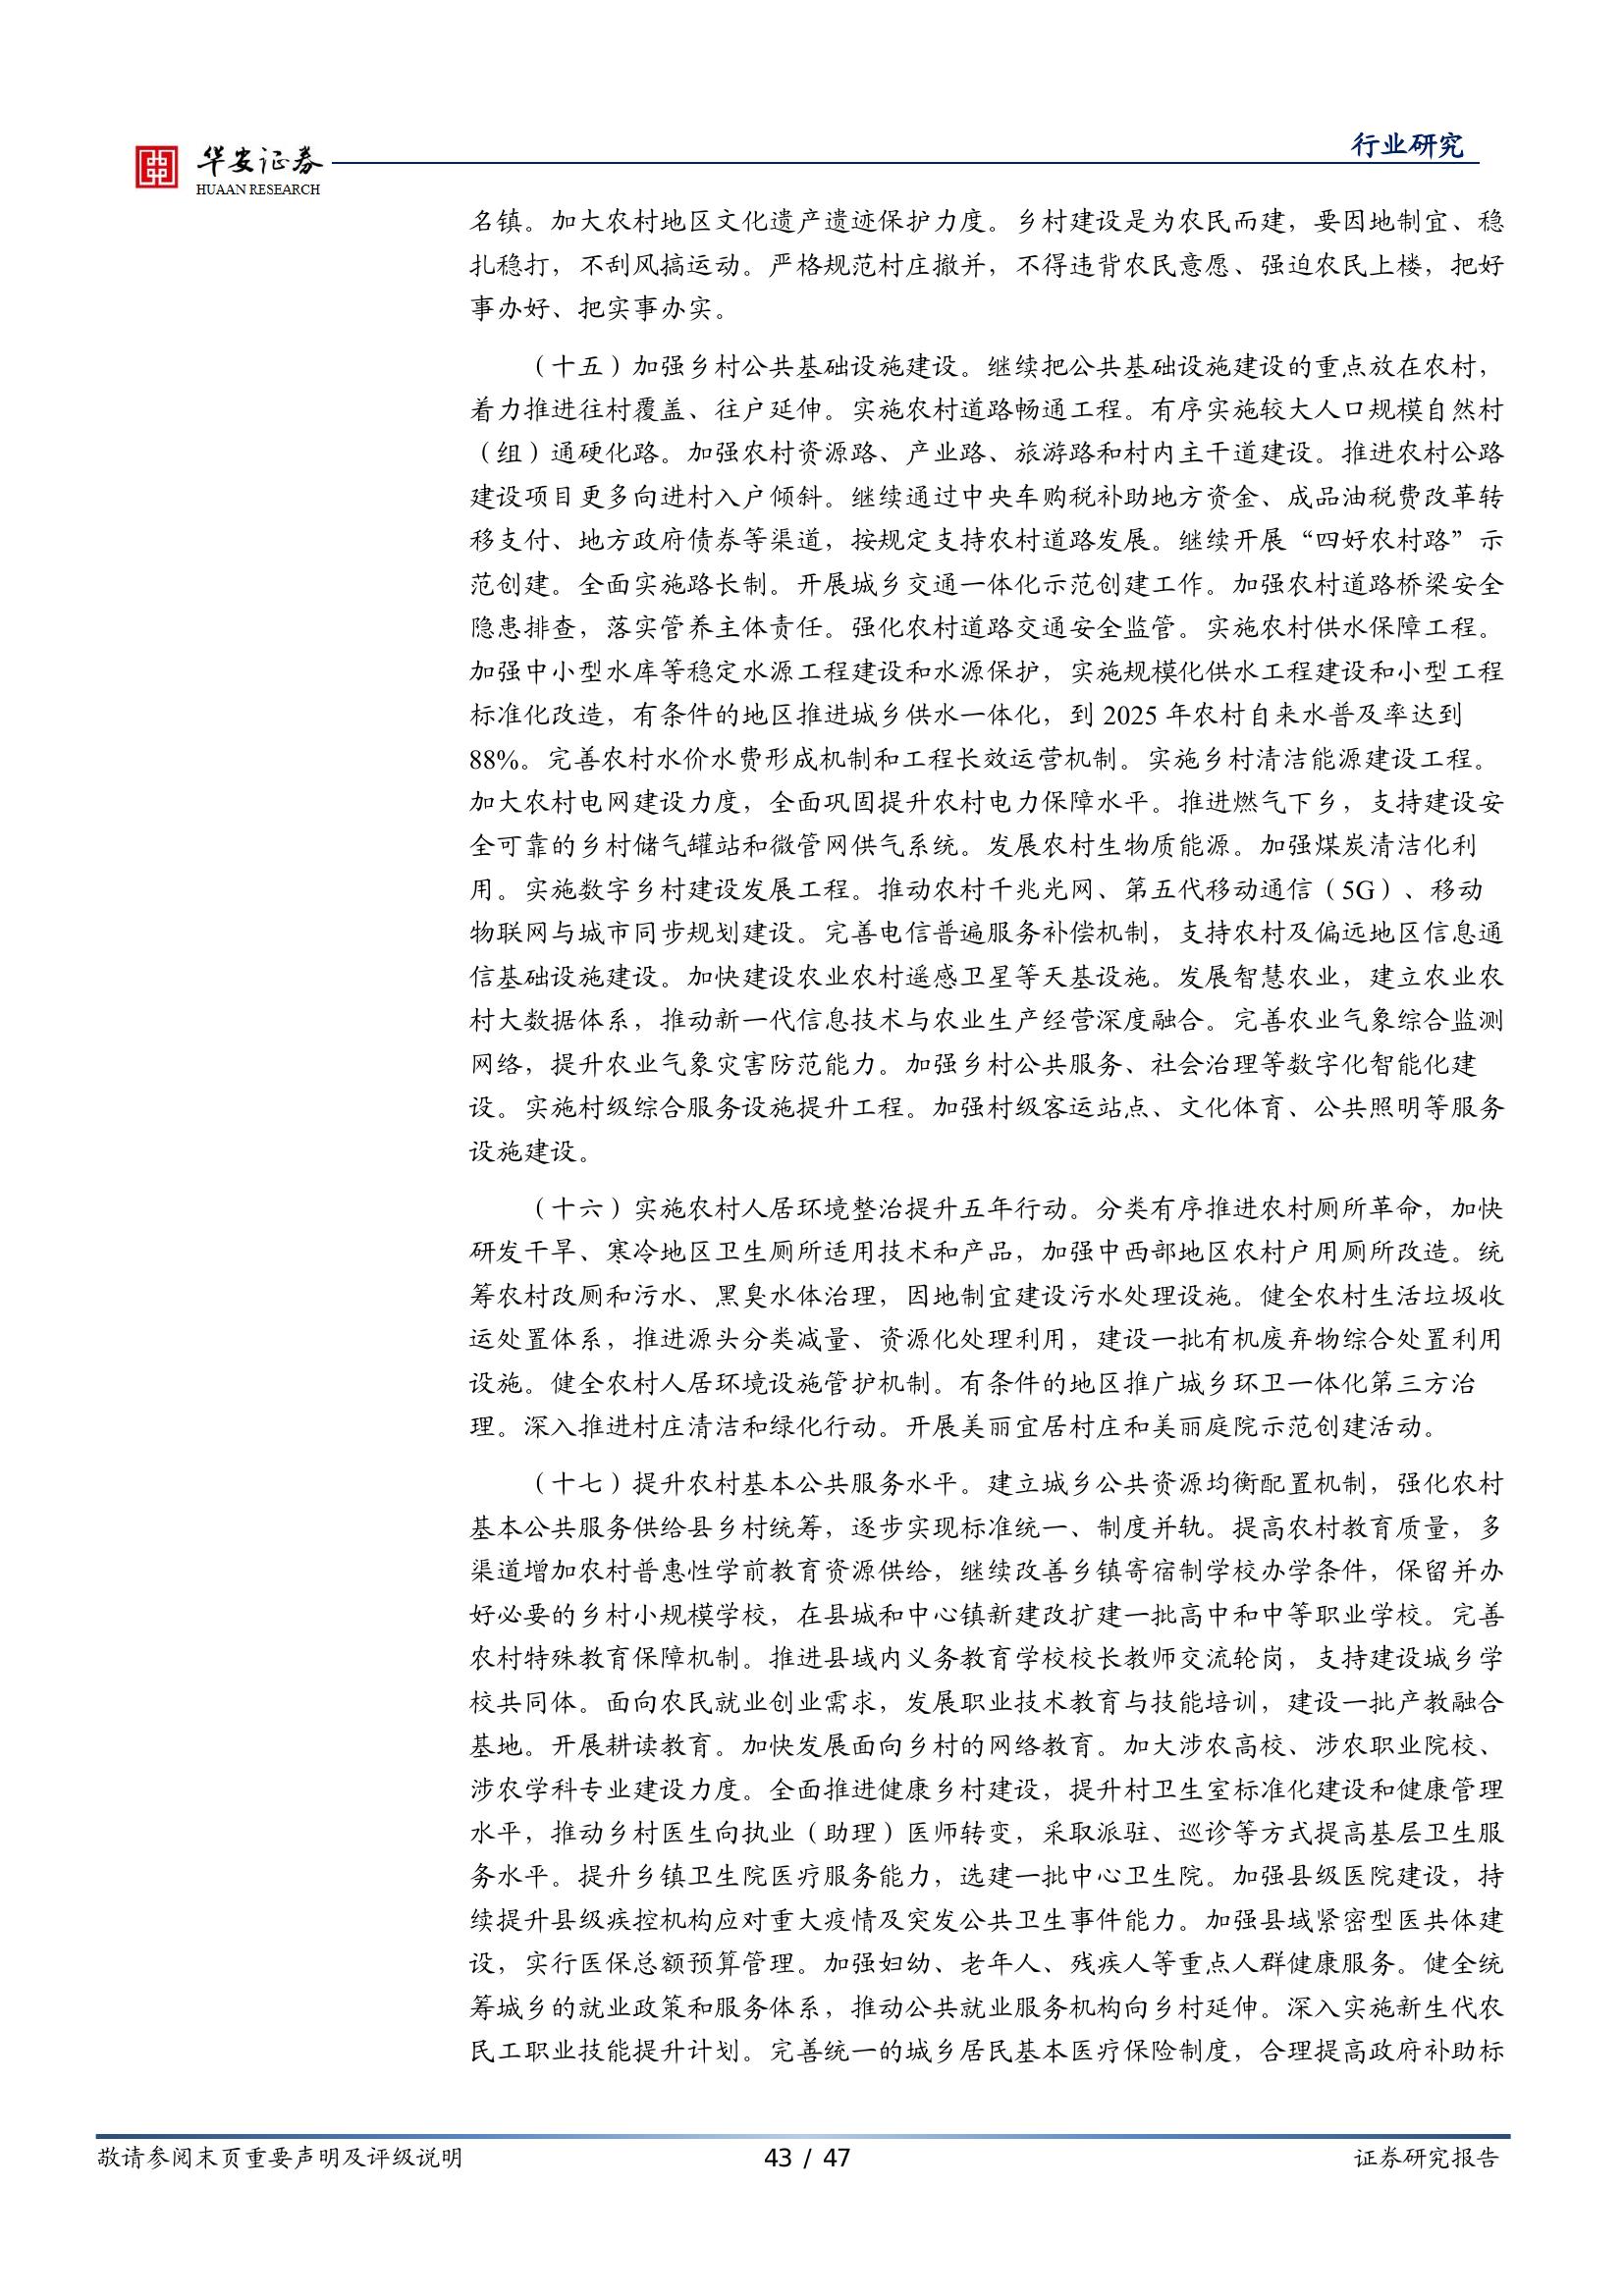 华安证券
HUAAN RESEARCH
行业研究
名镇。加大农村地区文化遗产遗迹保护力度。乡村建设是为农民而建，要因地制宜、稳
扎稳打，不刮风搞运动。严格规范村庄撤并，不得违背农民意愿、强迫农民上楼，把好
事办好、把实事办实。
（十五）加强乡村公共基础设施建设。继续把公共基础设施建设的重点放在农村，
着力推进往村覆盖、往户延伸。实施农村道路畅通工程。有序实施较大人口规模自然村
（组）通硬化路。加强农村资源路、产业路、旅游路和村内主干道建设。推进农村公路
建设项目更多向进村入户倾斜。继续通过中央车购税补助地方资金、成品油税费改革转
移支付、地方政府债券等渠道，按规定支持农村道路发展。继续开展“四好农村路”示
范创建。全面实施路长制。开展城乡交通一体化示范创建工作。加强农村道路桥梁安全
隐患排查，落实管养主体责任。强化农村道路交通安全监管。实施农村供水保障工程。
加强中小型水库等稳定水源工程建设和水源保护，实施规模化供水工程建设和小型工程
标准化改造，有条件的地区推进城乡供水一体化，到 2025 年农村自来水普及率达到
88%。完善农村水价水费形成机制和工程长效运营机制。实施乡村清洁能源建设工程。
加大农村电网建设力度，全面巩固提升农村电力保障水平。推进燃气下乡，支持建设安
全可靠的乡村储气罐站和微管网供气系统。发展农村生物质能源。加强煤炭清洁化利
用。实施数字乡村建设发展工程。推动农村千兆光网、第五代移动通信（5G）、移动
物联网与城市同步规划建设。完善电信普遍服务补偿机制，支持农村及偏远地区信息通
信基础设施建设。加快建设农业农村遥感卫星等天基设施。发展智慧农业，建立农业农
村大数据体系，推动新一代信息技术与农业生产经营深度融合。完善农业气象综合监测
网络，提升农业气象灾害防范能力。加强乡村公共服务、社会治理等数字化智能化建
设。实施村级综合服务设施提升工程。加强村级客运站点、文化体育、公共照明等服务
设施建设。
（十六）实施农村人居环境整治提升五年行动。分类有序推进农村厕所革命，加快
研发干旱、寒冷地区卫生厕所适用技术和产品，加强中西部地区农村户用厕所改造。统
筹农村改厕和污水、黑臭水体治理，因地制宜建设污水处理设施。健全农村生活垃圾收
运处置体系，推进源头分类减量、资源化处理利用，建设一批有机废弃物综合处置利用
设施。健全农村人居环境设施管护机制。有条件的地区推广城乡环卫一体化第三方治
理。深入推进村庄清洁和绿化行动。开展美丽宜居村庄和美丽庭院示范创建活动。
（十七）提升农村基本公共服务水平。建立城乡公共资源均衡配置机制，强化农村
基本公共服务供给县乡村统筹，逐步实现标准统一、制度并轨。提高农村教育质量，多
渠道增加农村普惠性学前教育资源供给，继续改善乡镇寄宿制学校办学条件，保留并办
好必要的乡村小规模学校，在县城和中心镇新建改扩建一批高中和中等职业学校。完善
农村特殊教育保障机制。推进县域内义务教育学校校长教师交流轮岗，支持建设城乡学
校共同体。面向农民就业创业需求，发展职业技术教育与技能培训，建设一批产教融合
基地。开展耕读教育。加快发展面向乡村的网络教育。加大涉农高校、涉农职业院校、
涉农学科专业建设力度。全面推进健康乡村建设，提升村卫生室标准化建设和健康管理
水平，推动乡村医生向执业（助理）医师转变，采取派驻、巡诊等方式提高基层卫生服
务水平。提升乡镇卫生院医疗服务能力，选建一批中心卫生院。加强县级医院建设，持
续提升县级疾控机构应对重大疫情及突发公共卫生事件能力。加强县域紧密型医共体建
设，实行医保总额预算管理。加强妇幼、老年人、残疾人等重点人群健康服务。健全统
筹城乡的就业政策和服务体系，推动公共就业服务机构向乡村延伸。深入实施新生代农
民工职业技能提升计划。完善统一的城乡居民基本医疗保险制度，合理提高政府补助标
敬请参阅末页重要声明及评级说明
43 / 47
证券研究报告